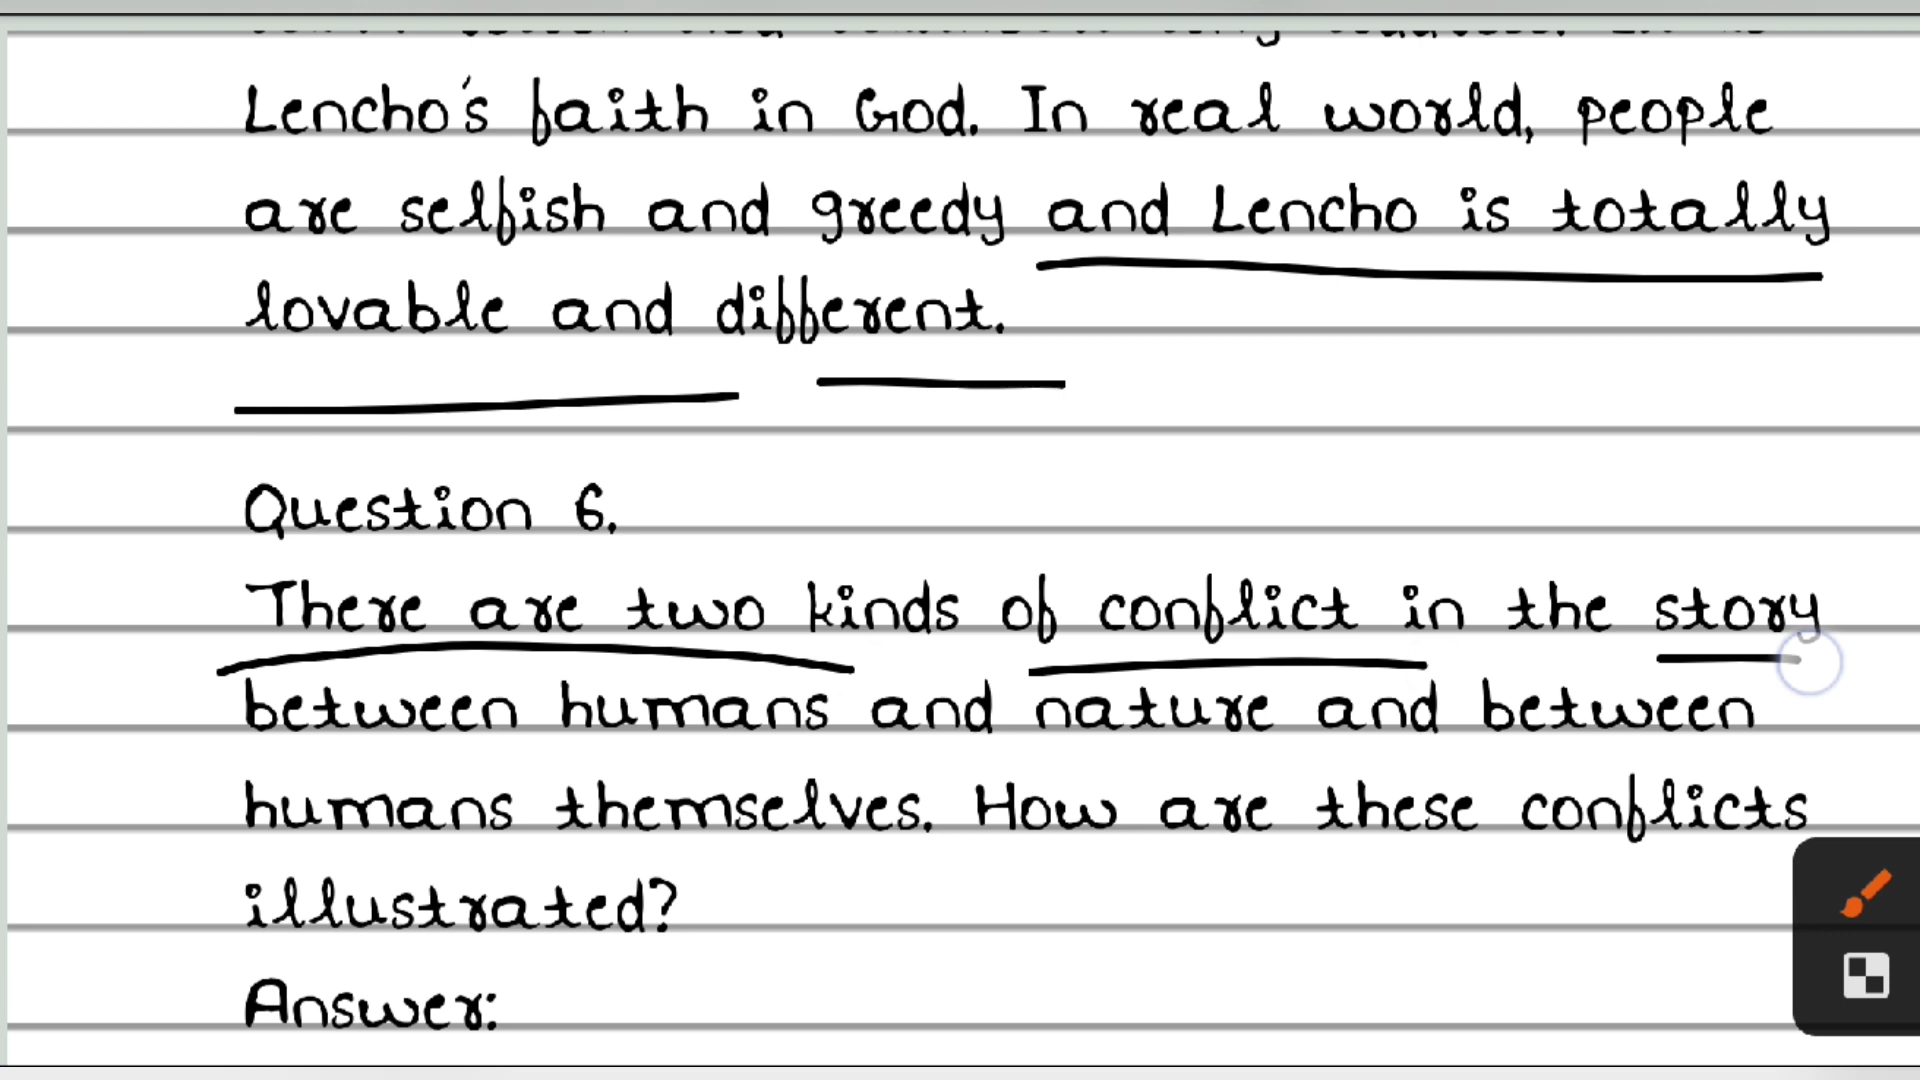 Lencho's faith in God. In real world, people
are selfish and greedy and Lencho is totally
lovable and different.
Question 6.
There are two kinds of conflict in the story
between humans and nature and between
humans themselves. How are these conflicts
illustrated?
Answer: